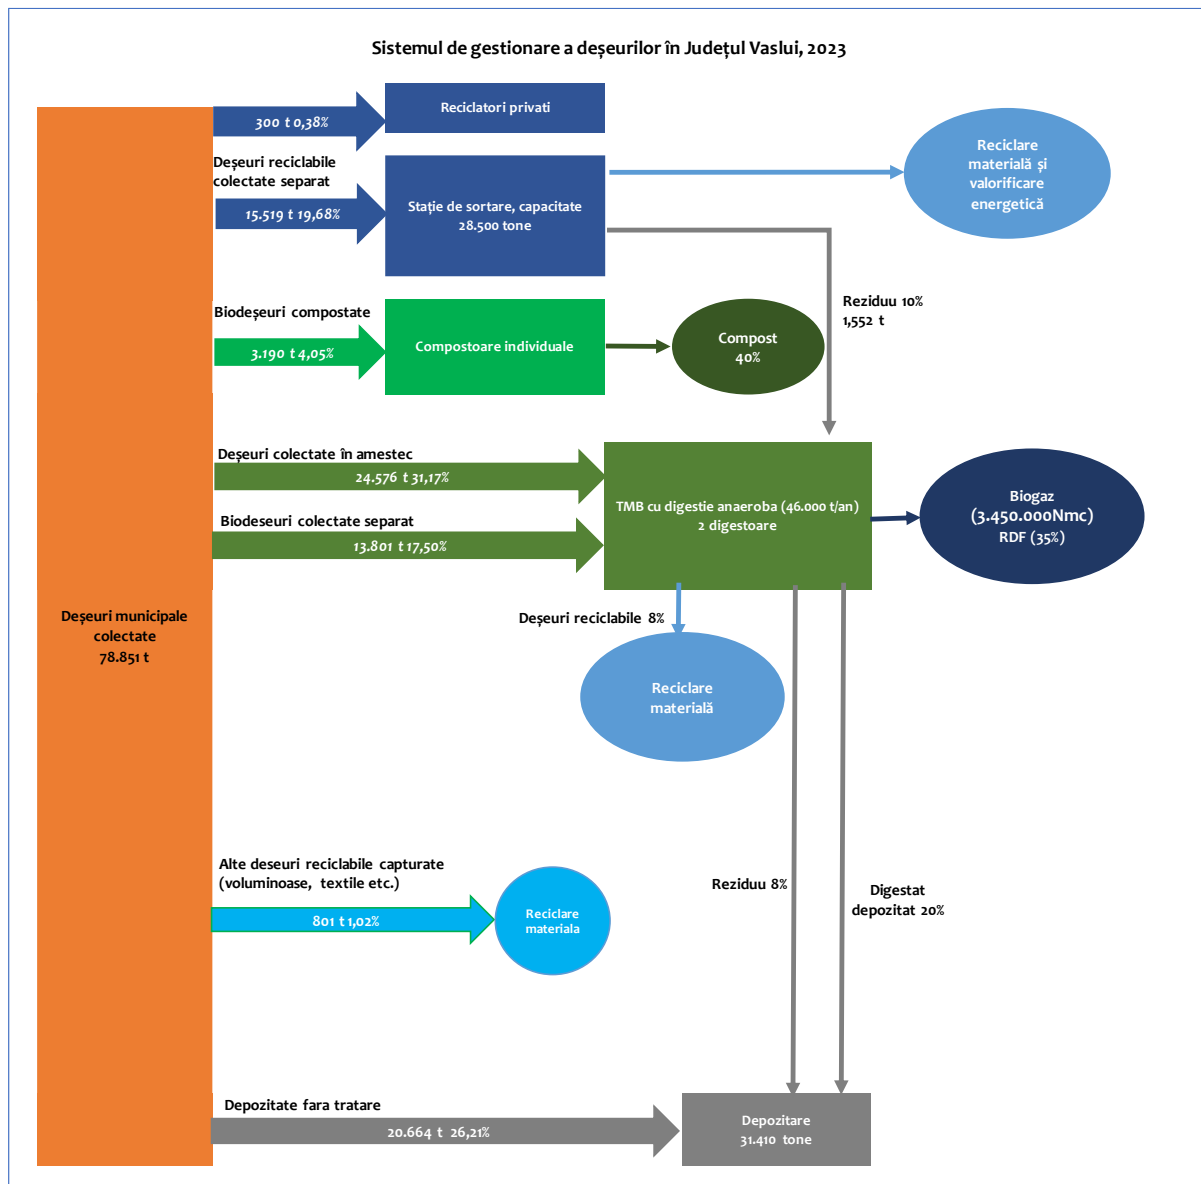 Sistemul de gestionare a deșeurilor în Județul Vaslui, 2023
300 t 0,38%
Reciclatori privati
Deșeuri reciclabile
colectate separat
15.519 t 19,68%
Stație de sortare, capacitate
28.500 tone
Reciclare
materială și
valorificare
energetică
Reziduu 10%
1,552 t
Biodeșeuri compostate
3.190 t 4,05%
Compostoare individuale
Compost
40%
Deșeuri colectate în amestec
24.576 t 31,17%
Biodeseuri colectate separat
13.801 t 17,50%
TMB cu digestie anaeroba (46.000 t/an)
2 digestoare
Biogaz
(3.450.000Nmc)
RDF (35%)
Deșeuri municipale
colectate
78.851 t
Deșeuri reciclabile 8%
Reciclare
materială
Alte deseuri reciclabile capturate
(voluminoase, textile etc.)
801 t 1,02%
Reciclare
materiala
Reziduu 8%
Digestat
depozitat 20%
Depozitate fara tratare
20.664 t 26,21%
Depozitare
31.410 tone